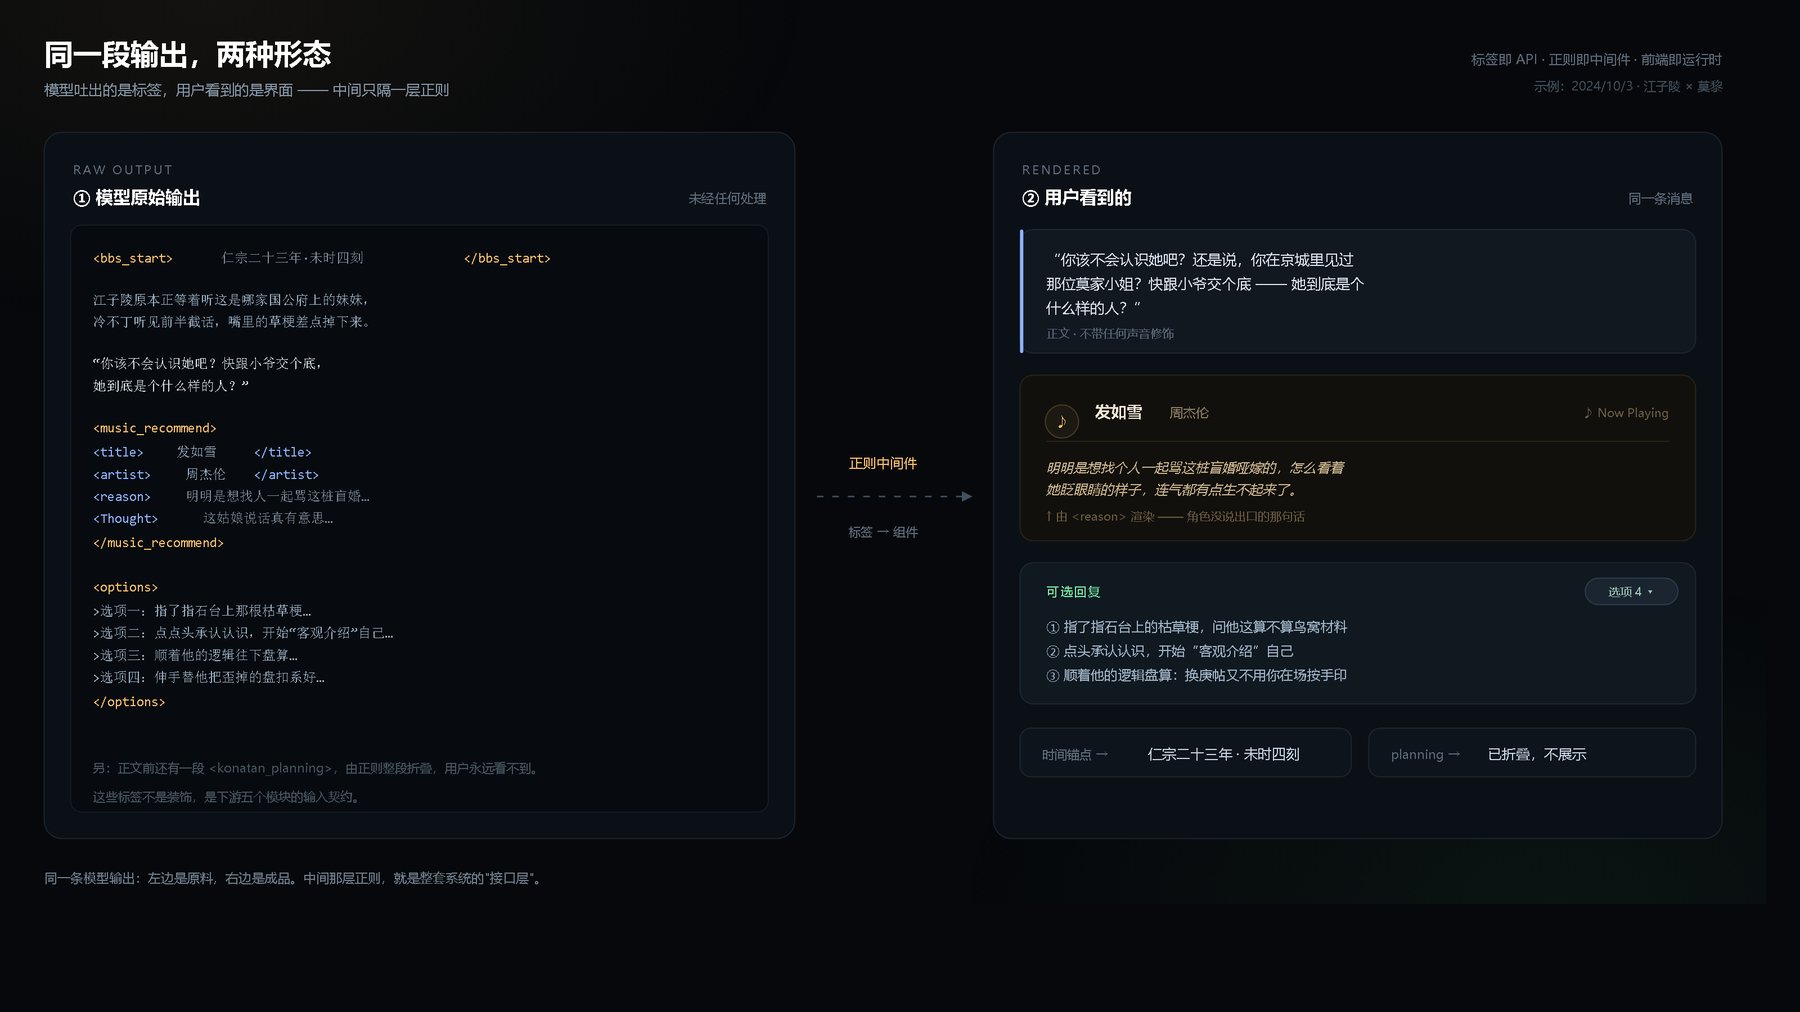 同一段输出，两种形态
模型吐出的是标签，用户看到的是界面 —— 中间只隔一层正则
标签即 API · 正则即中间件 · 前端即运行时
示例：2024/10/3 · 江子陵 × 莫黎
RAW OUTPUT
① 模型原始输出
未经任何处理
<bbs_start> 仁宗二十三年·未时四刻 </bbs_start>
江子陵原本正等着听这是哪家国公府上的妹妹，
冷不丁听见前半截话，嘴里的草梗差点掉下来。
“你该不会认识她吧？快跟小爷交个底，
她到底是个什么样的人？”
<music_recommend>
<title> 发如雪 </title>
<artist> 周杰伦 </artist>
<reason> 明明是想找人一起骂这桩盲婚…
<Thought> 这姑娘说话真有意思…
</music_recommend>
<options>
>选项一：指了指石台上那根枯草梗…
>选项二：点点头承认认识，开始“客观介绍”自己…
>选项三：顺着他的逻辑往下盘算…
>选项四：伸手替他把歪掉的盘扣系好…
</options>
另：正文前还有一段 <konatan_planning>，由正则整段折叠，用户永远看不到。
这些标签不是装饰，是下游五个模块的输入契约。
正则中间件
标签 → 组件
RENDERED
② 用户看到的
同一条消息
“你该不会认识她吧？还是说，你在京城里见过
那位莫家小姐？快跟小爷交个底 —— 她到底是个
什么样的人？”
正文 · 不带任何声音修饰
♪
发如雪 周杰伦
♪ Now Playing
明明是想找个人一起骂这桩盲婚哑嫁的，怎么看着
她眨眼睛的样子，连气都有点生不起来了。
↑ 由 <reason> 渲染 —— 角色没说出口的那句话
可选回复
选项 4 ▾
① 指了指石台上的枯草梗，问他这算不算鸟窝材料
② 点头承认认识，开始“客观介绍”自己
③ 顺着他的逻辑盘算：换庚帖又不用你在场按手印
时间锚点 → 仁宗二十三年 · 未时四刻
planning → 已折叠，不展示
同一条模型输出：左边是原料，右边是成品。中间那层正则，就是整套系统的"接口层"。